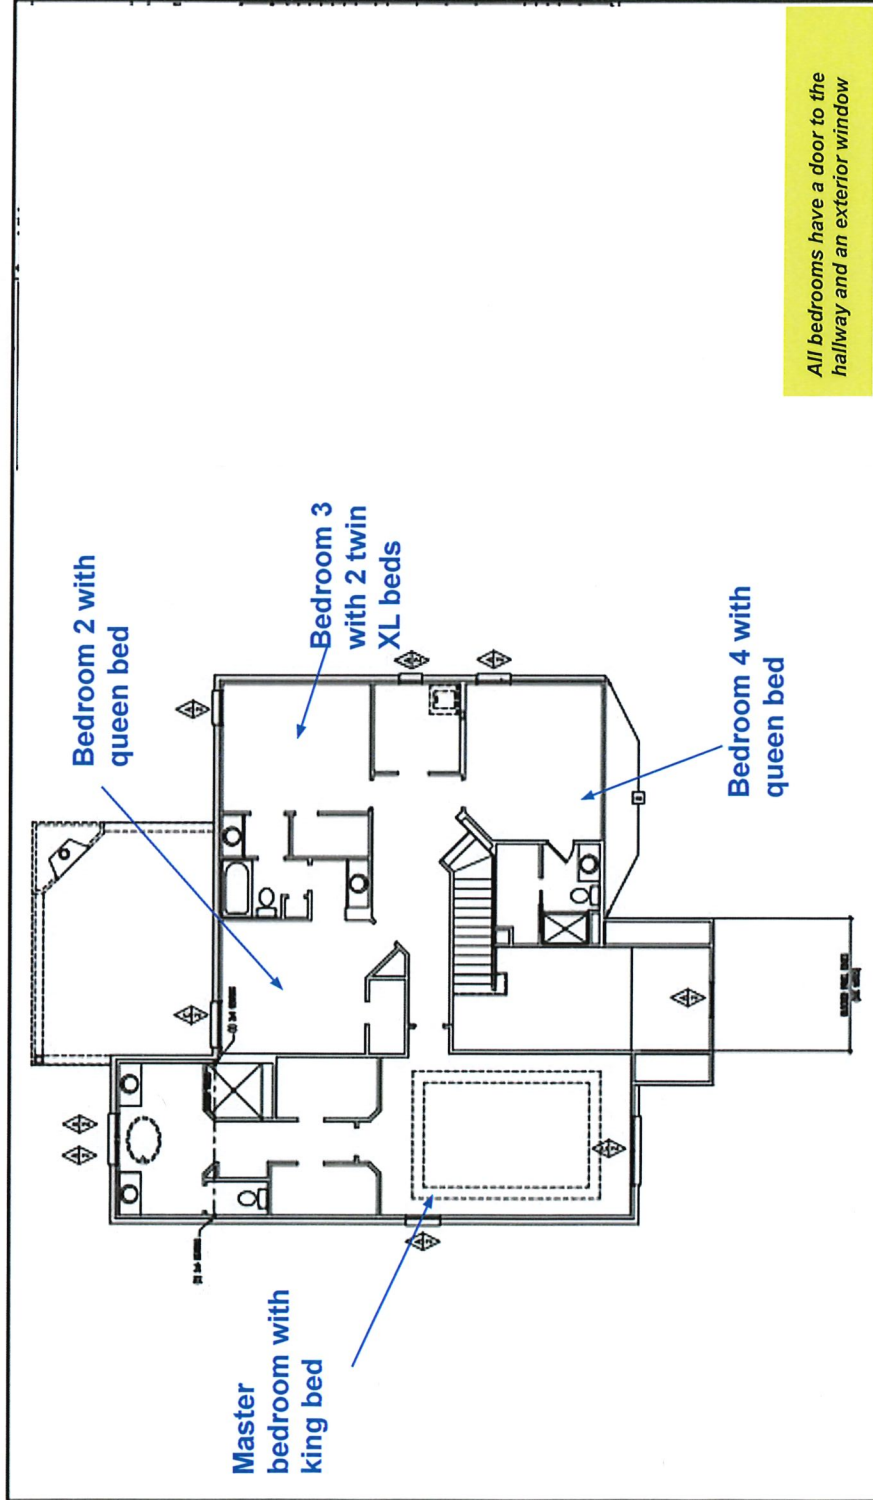 Master
bedroom with
king bed
Bedroom 2 with
queen bed
Bedroom 3
with 2 twin
XL beds
Bedroom 4 with
queen bed
All bedrooms have a door to the
hallway and an exterior window